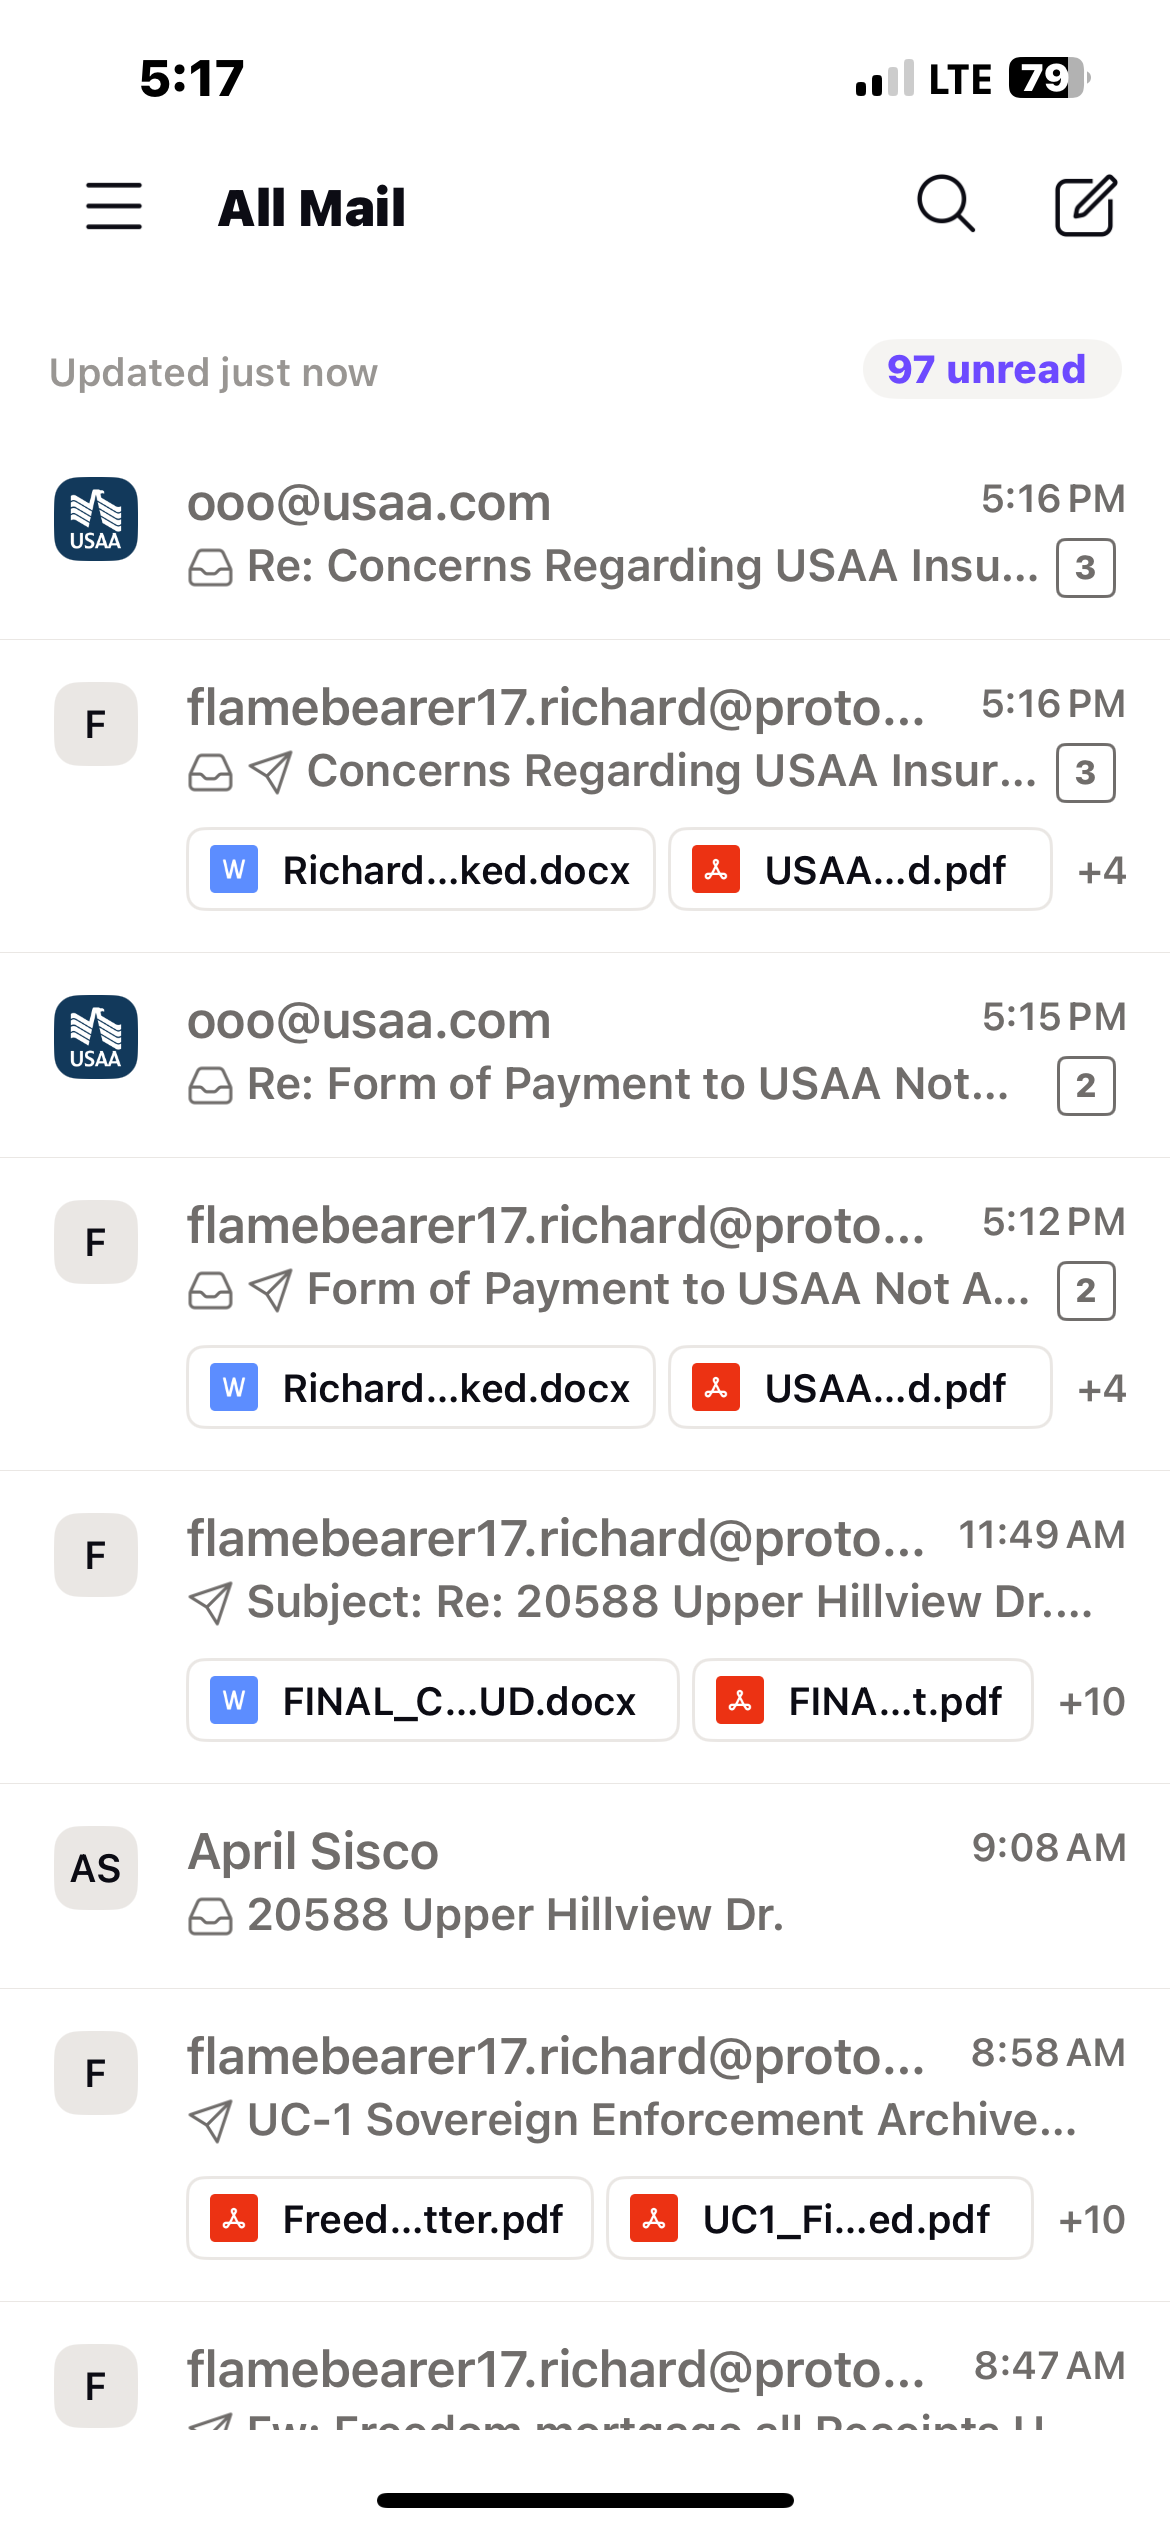 5:17
LTE 79
All Mail
Updated just now
97 unread
USAA
ooo@usaa.com 5:16 PM
Re: Concerns Regarding USAA Insu... 3
F
flamebearer17.richard@proto... 5:16 PM
Concerns Regarding USAA Insur... 3
W Richard...ked.docx USAA...d.pdf +4
USAA
ooo@usaa.com 5:15 PM
Re: Form of Payment to USAA Not... 2
F
flamebearer17.richard@proto... 5:12 PM
Form of Payment to USAA Not A... 2
W Richard...ked.docx USAA...d.pdf +4
F
flamebearer17.richard@proto... 11:49 AM
Subject: Re: 20588 Upper Hillview Dr....
W FINAL_C...UD.docx FINA...t.pdf +10
AS
April Sisco 9:08 AM
20588 Upper Hillview Dr.
F
flamebearer17.richard@proto... 8:58 AM
UC-1 Sovereign Enforcement Archive...
Freed...tter.pdf UC1_Fi...ed.pdf +10
F
flamebearer17.richard@proto... 8:47 AM
Fw: Freedom mortgage all Receipts U